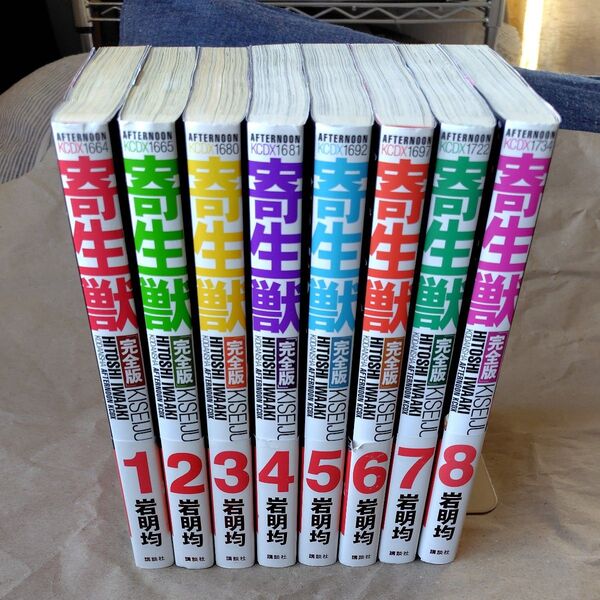 AFTERNOON
KCDX1664
寄生獣
完全版
HITOSHI IWAAKI
KISEIJU
1
岩明均
講談社
AFTERNOON
KCDX1665
寄生獣
完全版
HITOSHI IWAAKI
KISEIJU
2
岩明均
講談社
AFTERNOON
KCDX1680
寄生獣
完全版
HITOSHI IWAAKI
KISEIJU
3
岩明均
講談社
AFTERNOON
KCDX1681
寄生獣
完全版
HITOSHI IWAAKI
KISEIJU
4
岩明均
講談社
AFTERNOON
KCDX1692
寄生獣
完全版
HITOSHI IWAAKI
KISEIJU
5
岩明均
講談社
AFTERNOON
KCDX1697
寄生獣
完全版
HITOSHI IWAAKI
KISEIJU
6
岩明均
講談社
AFTERNOON
KCDX1722
寄生獣
完全版
HITOSHI IWAAKI
KISEIJU
7
岩明均
講談社
AFTERNOON
KCDX1734
寄生獣
完全版
HITOSHI IWAAKI
KISEIJU
8
岩明均
講談社